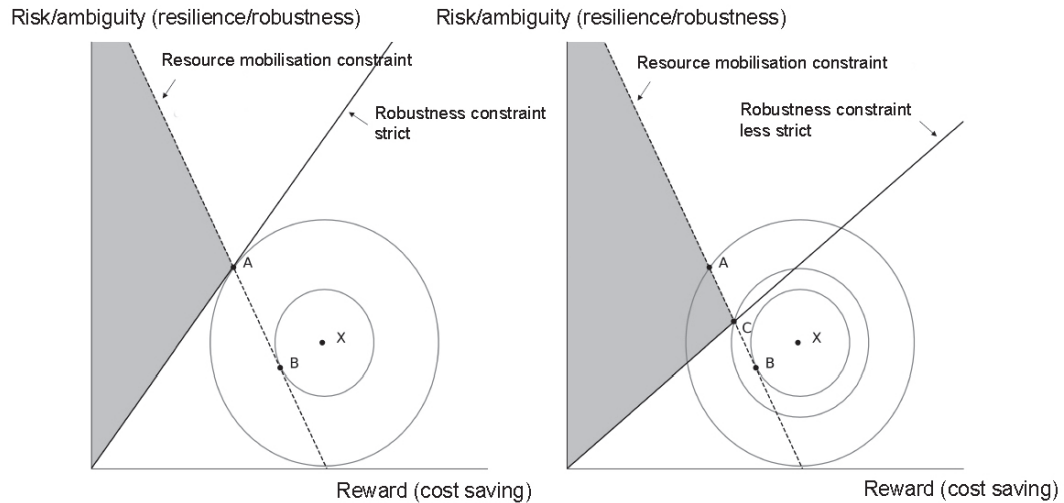 Risk/ambiguity (resilience/robustness)
Resource mobilisation constraint
Robustness constraint
strict
A
X
B
Reward (cost saving)
Risk/ambiguity (resilience/robustness)
Resource mobilisation constraint
Robustness constraint
less strict
A
C
X
B
Reward (cost saving)